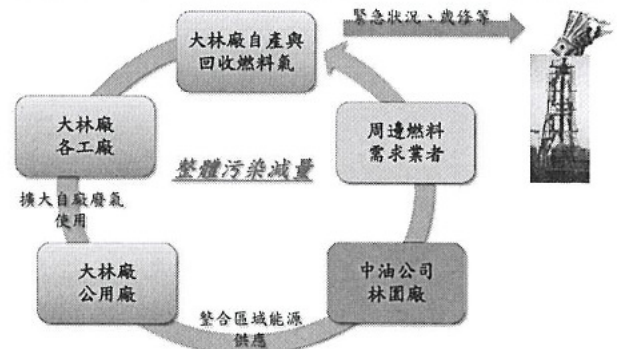 大林廠自產與
回收燃料氣
緊急狀況、歲修等
大林廠
各工廠
周邊燃料
需求業者
整體污染減量
擴大自廠廢氣
使用
大林廠
公用廠
中油公司
林園廠
整合區域能源
供應